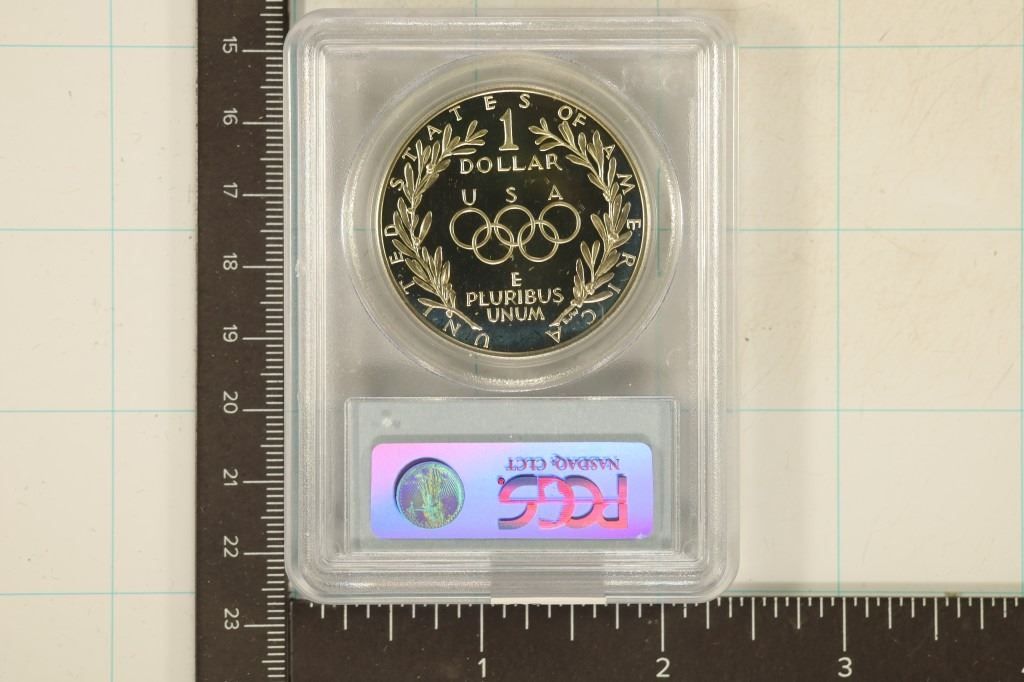 UNITED STATES OF AMERICA
1
DOLLAR
U S A
E
PLURIBUS
UNUM
PCGS.
NASDAQ: CLCT
15
16
17
18
19
20
21
22
23
1
2
3